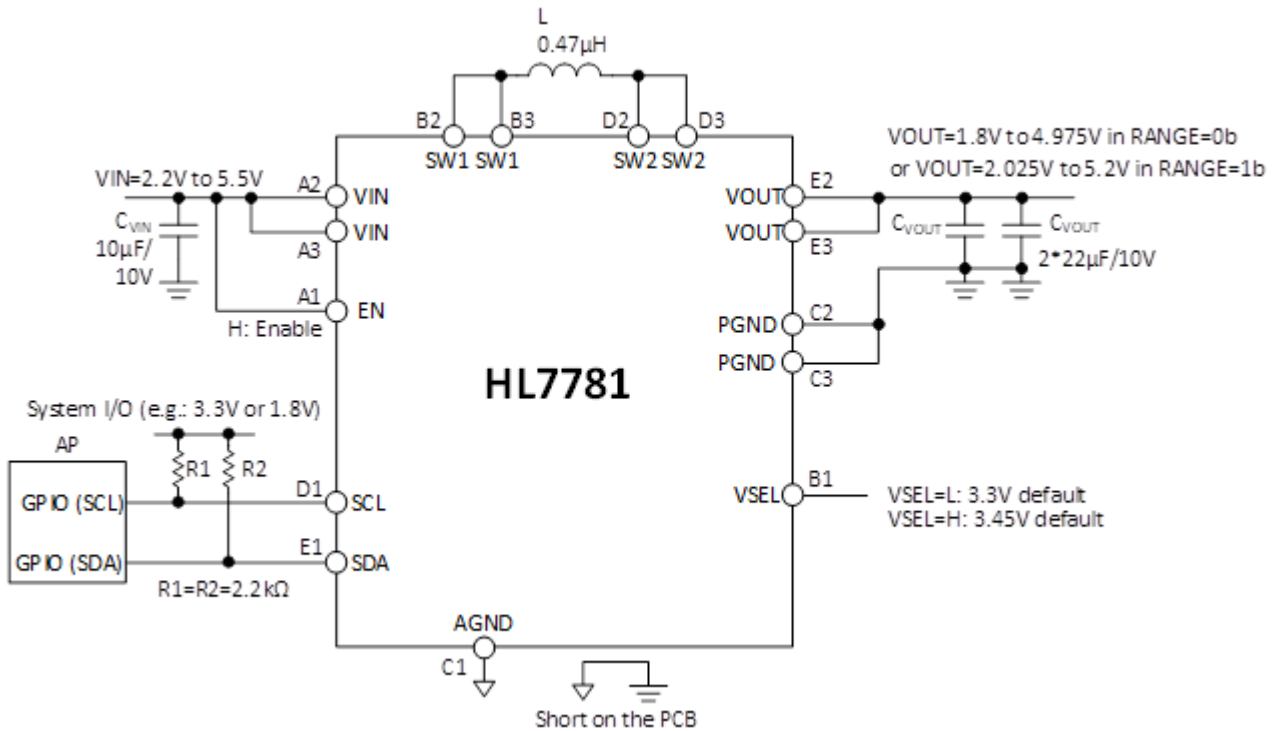 L
0.47µH
B2 B3 D2 D3
SW1 SW1 SW2 SW2
VOUT=1.8V to 4.975V in RANGE=0b
or VOUT=2.025V to 5.2V in RANGE=1b
VIN=2.2V to 5.5V
A2
VIN
CVIN
10µF/
10V
VIN
A3
A1
EN
H: Enable
E2
VOUT
VOUT
E3
CVOUT
CVOUT
2*22µF/10V
C2
PGND
PGND
C3
HL7781
System I/O (e.g.: 3.3V or 1.8V)
AP
R1 R2
GPIO (SCL)
D1
SCL
GPIO (SDA)
E1
SDA
R1=R2=2.2kΩ
B1
VSEL
VSEL=L: 3.3V default
VSEL=H: 3.45V default
AGND
C1
Short on the PCB